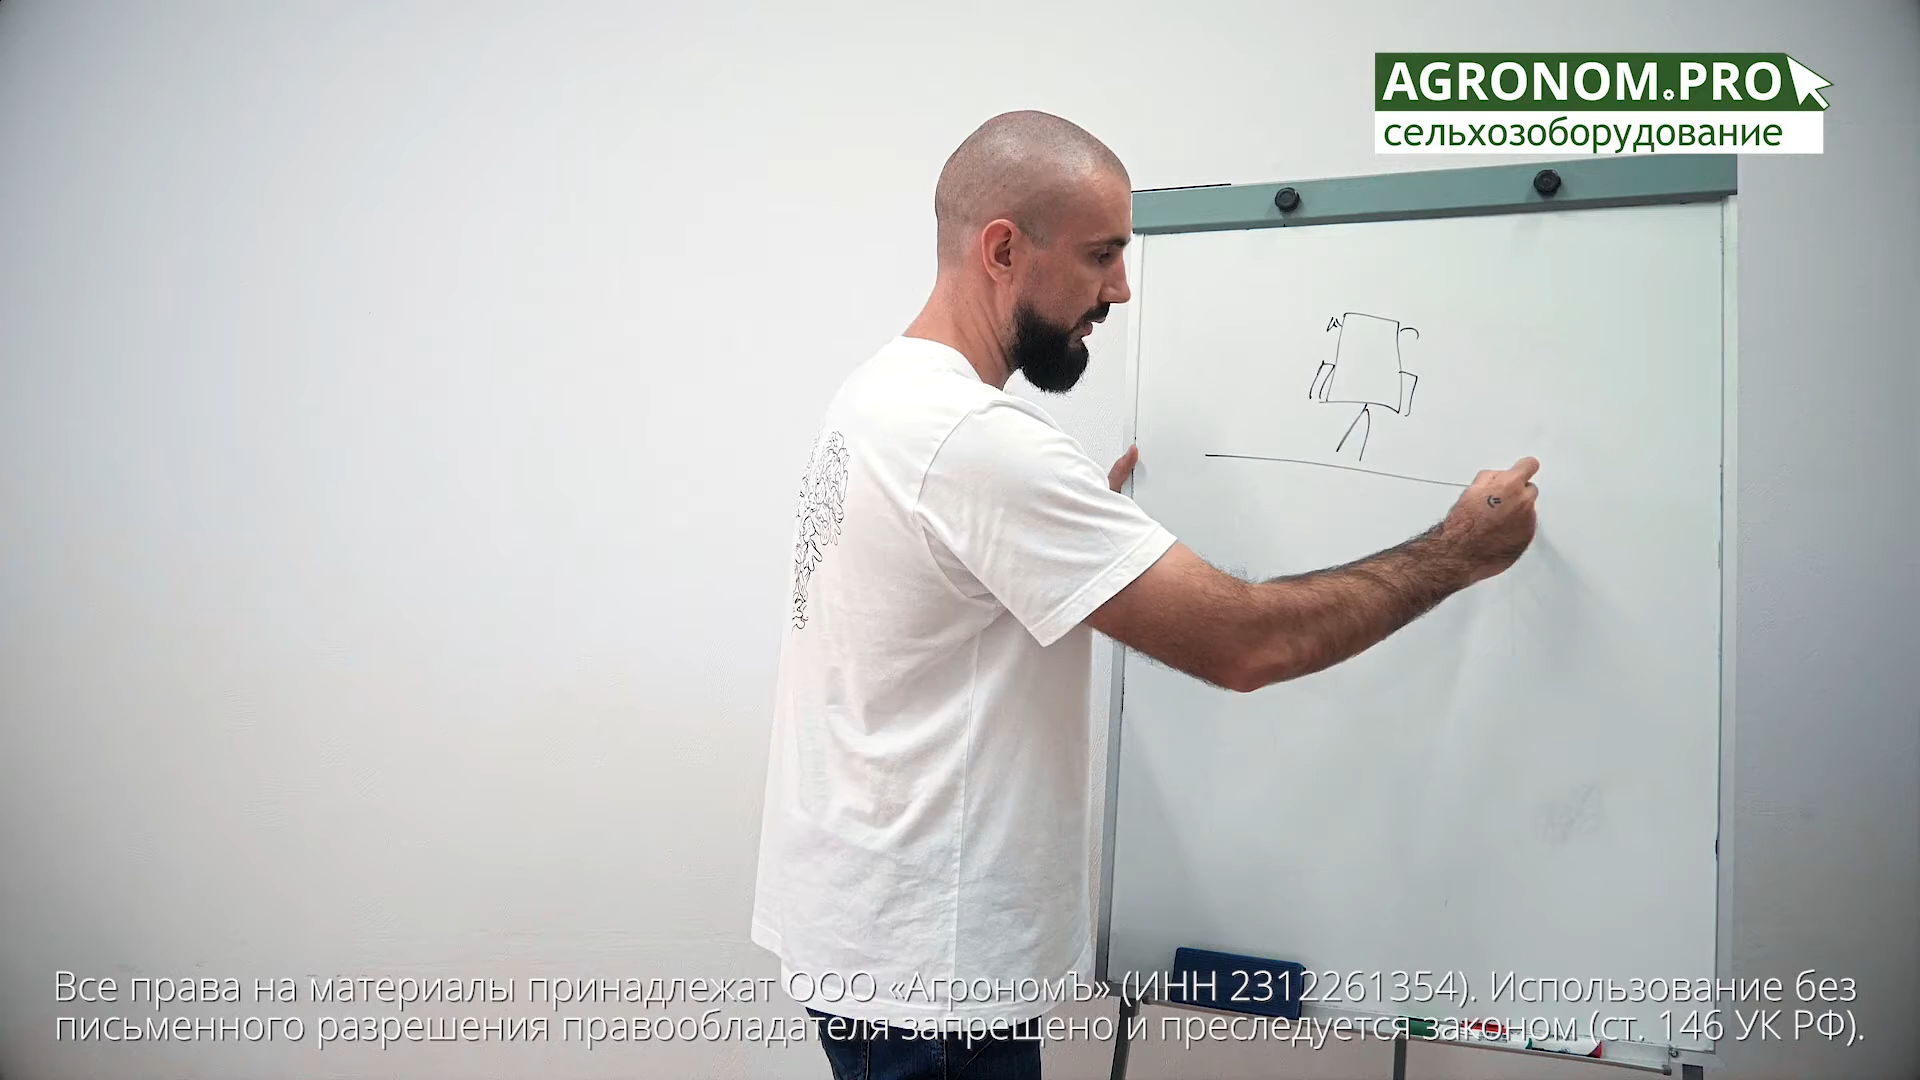 AGRONOM.PRO
сельхозоборудование
Все права на материалы принадлежат ООО «АгрономЪ» (ИНН 2312261354). Использование без
письменного разрешения правообладателя запрещено и преследуется законом (ст. 146 УК РФ).